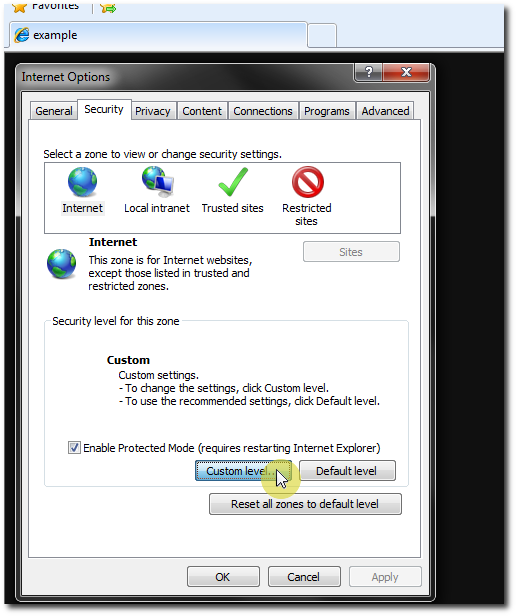 Favorites
example
Internet Options
?
General Security Privacy Content Connections Programs Advanced
Select a zone to view or change security settings.
Internet Local intranet Trusted sites Restricted
sites
Internet
Sites
This zone is for Internet websites,
except those listed in trusted and
restricted zones.
Security level for this zone
Custom
Custom settings.
- To change the settings, click Custom level.
- To use the recommended settings, click Default level.
Enable Protected Mode (requires restarting Internet Explorer)
Custom level... Default level
Reset all zones to default level
OK Cancel Apply